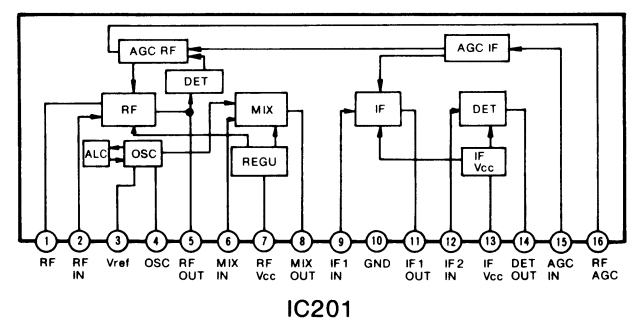 AGC RF
AGC IF
DET
RF
MIX
IF
DET
ALC
OSC
REGU
IF
Vcc
1 2 3 4 5 6 7 8 9 10 11 12 13 14 15 16
RF RF Vref OSC RF MIX RF MIX IF1 GND IF1 IF2 IF DET AGC RF
IN OUT IN Vcc OUT IN OUT IN Vcc OUT IN AGC
IC201